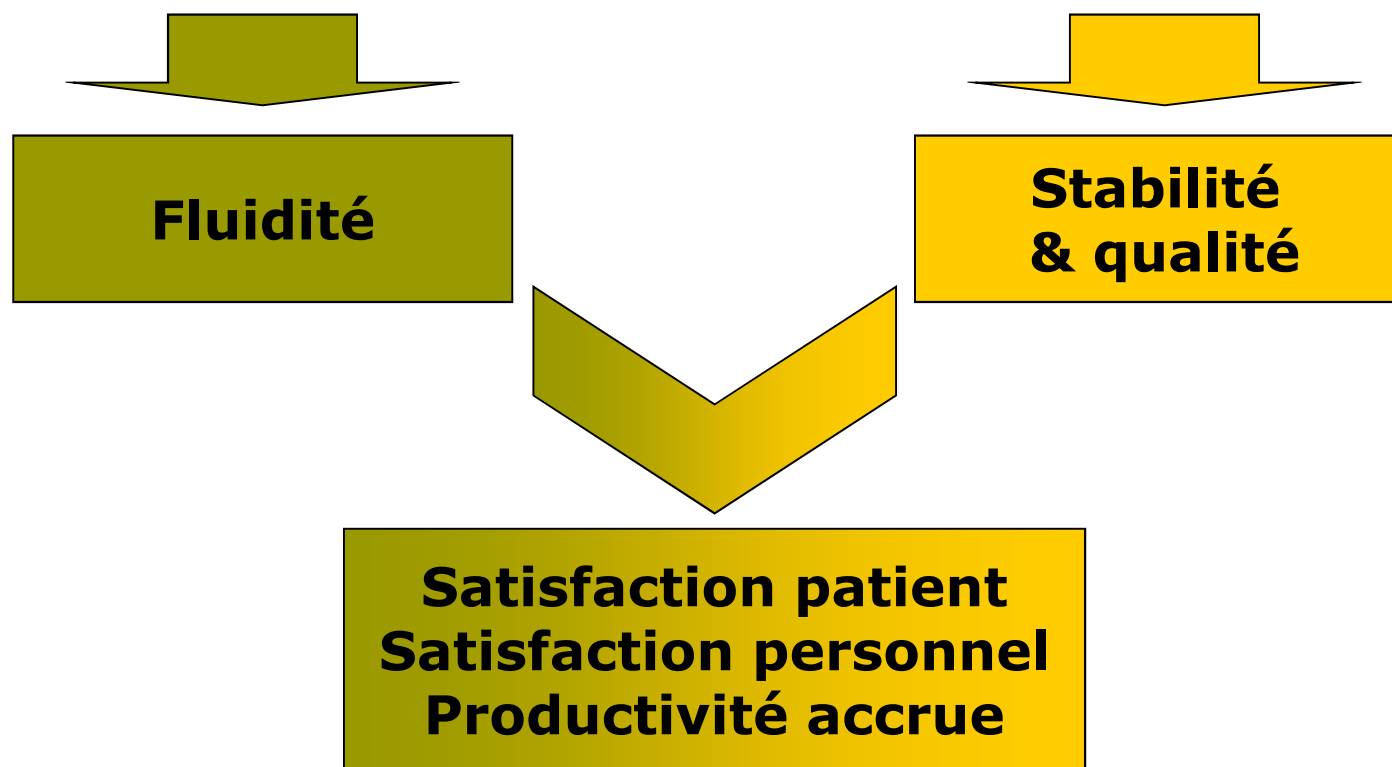 Fluidité
Stabilité
& qualité
Satisfaction patient
Satisfaction personnel
Productivité accrue